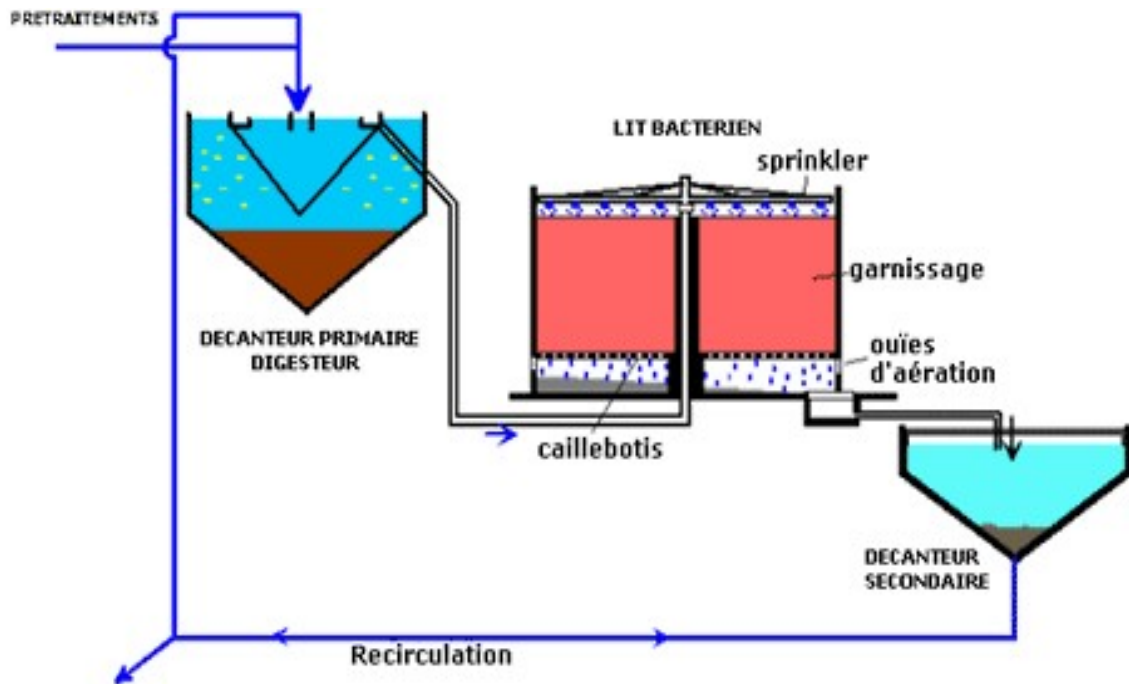 PRETRAITEMENTS
LIT BACTERIEN
sprinkler
garnissage
DECANTEUR PRIMAIRE
DIGESTEUR
ouïes
d'aération
caillebotis
DECANTEUR
SECONDAIRE
Recirculation